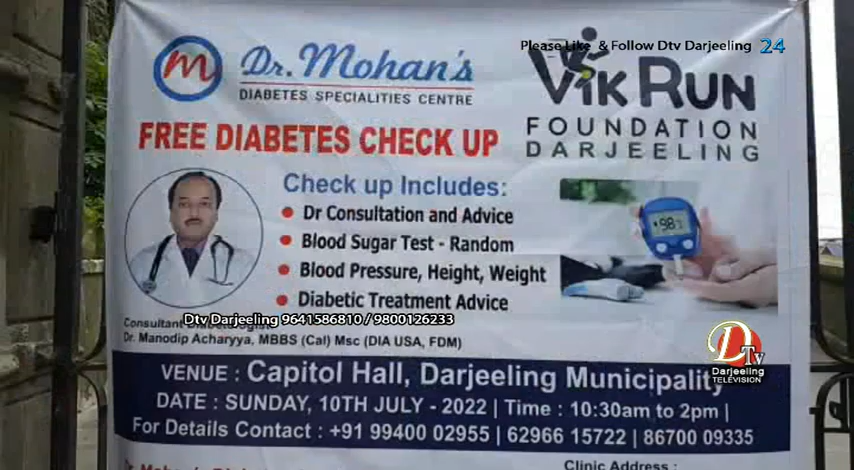 Please Like & Follow Dtv Darjeeling 24
m Dr. Mohan's
DIABETES SPECIALITIES CENTRE
VIK RUN
FOUNDATION
DARJEELING
FREE DIABETES CHECK UP
Check up Includes:
Dr Consultation and Advice
Blood Sugar Test - Random
Blood Pressure, Height, Weight
Diabetic Treatment Advice
98
Consultant
Dtv Darjeeling 9641586810 / 9800126233
Dr. Manodip Acharyya, MBBS (Cal) Msc (DIA USA, FDM)
D Tv
Darjeeling
TELEVISION
VENUE : Capitol Hall, Darjeeling Municipality
DATE : SUNDAY, 10TH JULY - 2022 | Time : 10:30am to 2pm |
For Details Contact : +91 99400 02955 | 62966 15722 | 86700 09335
Clinic Address :